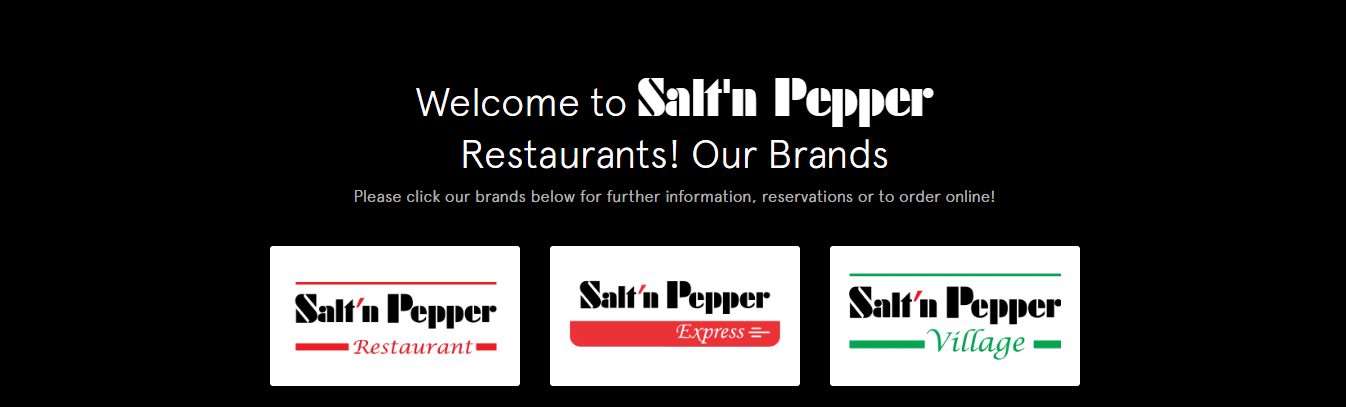 Welcome to Salt'n Pepper
Restaurants! Our Brands
Please click our brands below for further information, reservations or to order online!
Salt'n Pepper
Restaurant
Salt'n Pepper
Express
Salt'n Pepper
Village